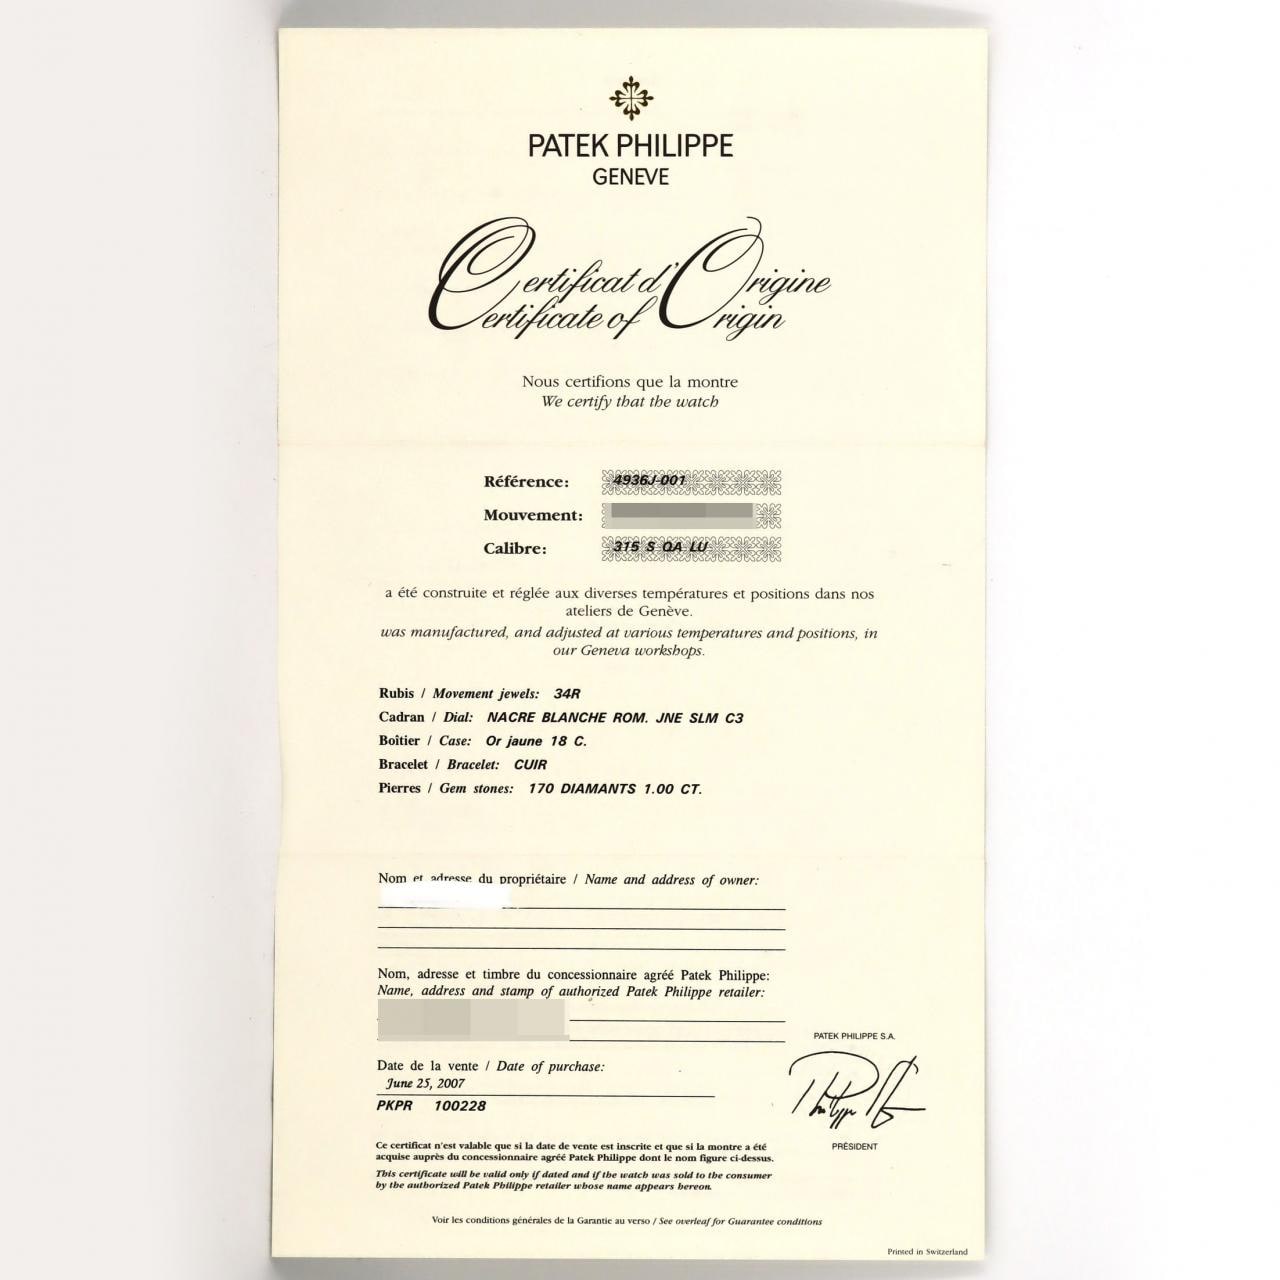 PATEK PHILIPPE
GENEVE
Certificat d'Origine
Certificate of Origin
Nous certifions que la montre
We certify that the watch
Référence: 4936J-001
Mouvement:
Calibre: 315 S QA LU
a été construite et réglée aux diverses températures et positions dans nos
ateliers de Genève.
was manufactured, and adjusted at various temperatures and positions, in
our Geneva workshops.
Rubis / Movement jewels: 34R
Cadran / Dial: NACRE BLANCHE ROM. JNE SLM C3
Boîtier / Case: Or jaune 18 C.
Bracelet / Bracelet: CUIR
Pierres / Gem stones: 170 DIAMANTS 1.00 CT.
Nom et adresse du propriétaire / Name and address of owner:
Nom, adresse et timbre du concessionnaire agréé Patek Philippe:
Name, address and stamp of authorized Patek Philippe retailer:
PATEK PHILIPPE S.A.
Date de la vente / Date of purchase:
June 25, 2007
PKPR 100228
PRÉSIDENT
Ce certificat n'est valable que si la date de vente est inscrite et que si la montre a été
acquise auprès du concessionnaire agréé Patek Philippe dont le nom figure ci-dessus.
This certificate will be valid only if dated and if the watch was sold to the consumer
by the authorized Patek Philippe retailer whose name appears hereon.
Voir les conditions générales de la Garantie au verso / See overleaf for Guarantee conditions
Printed in Switzerland